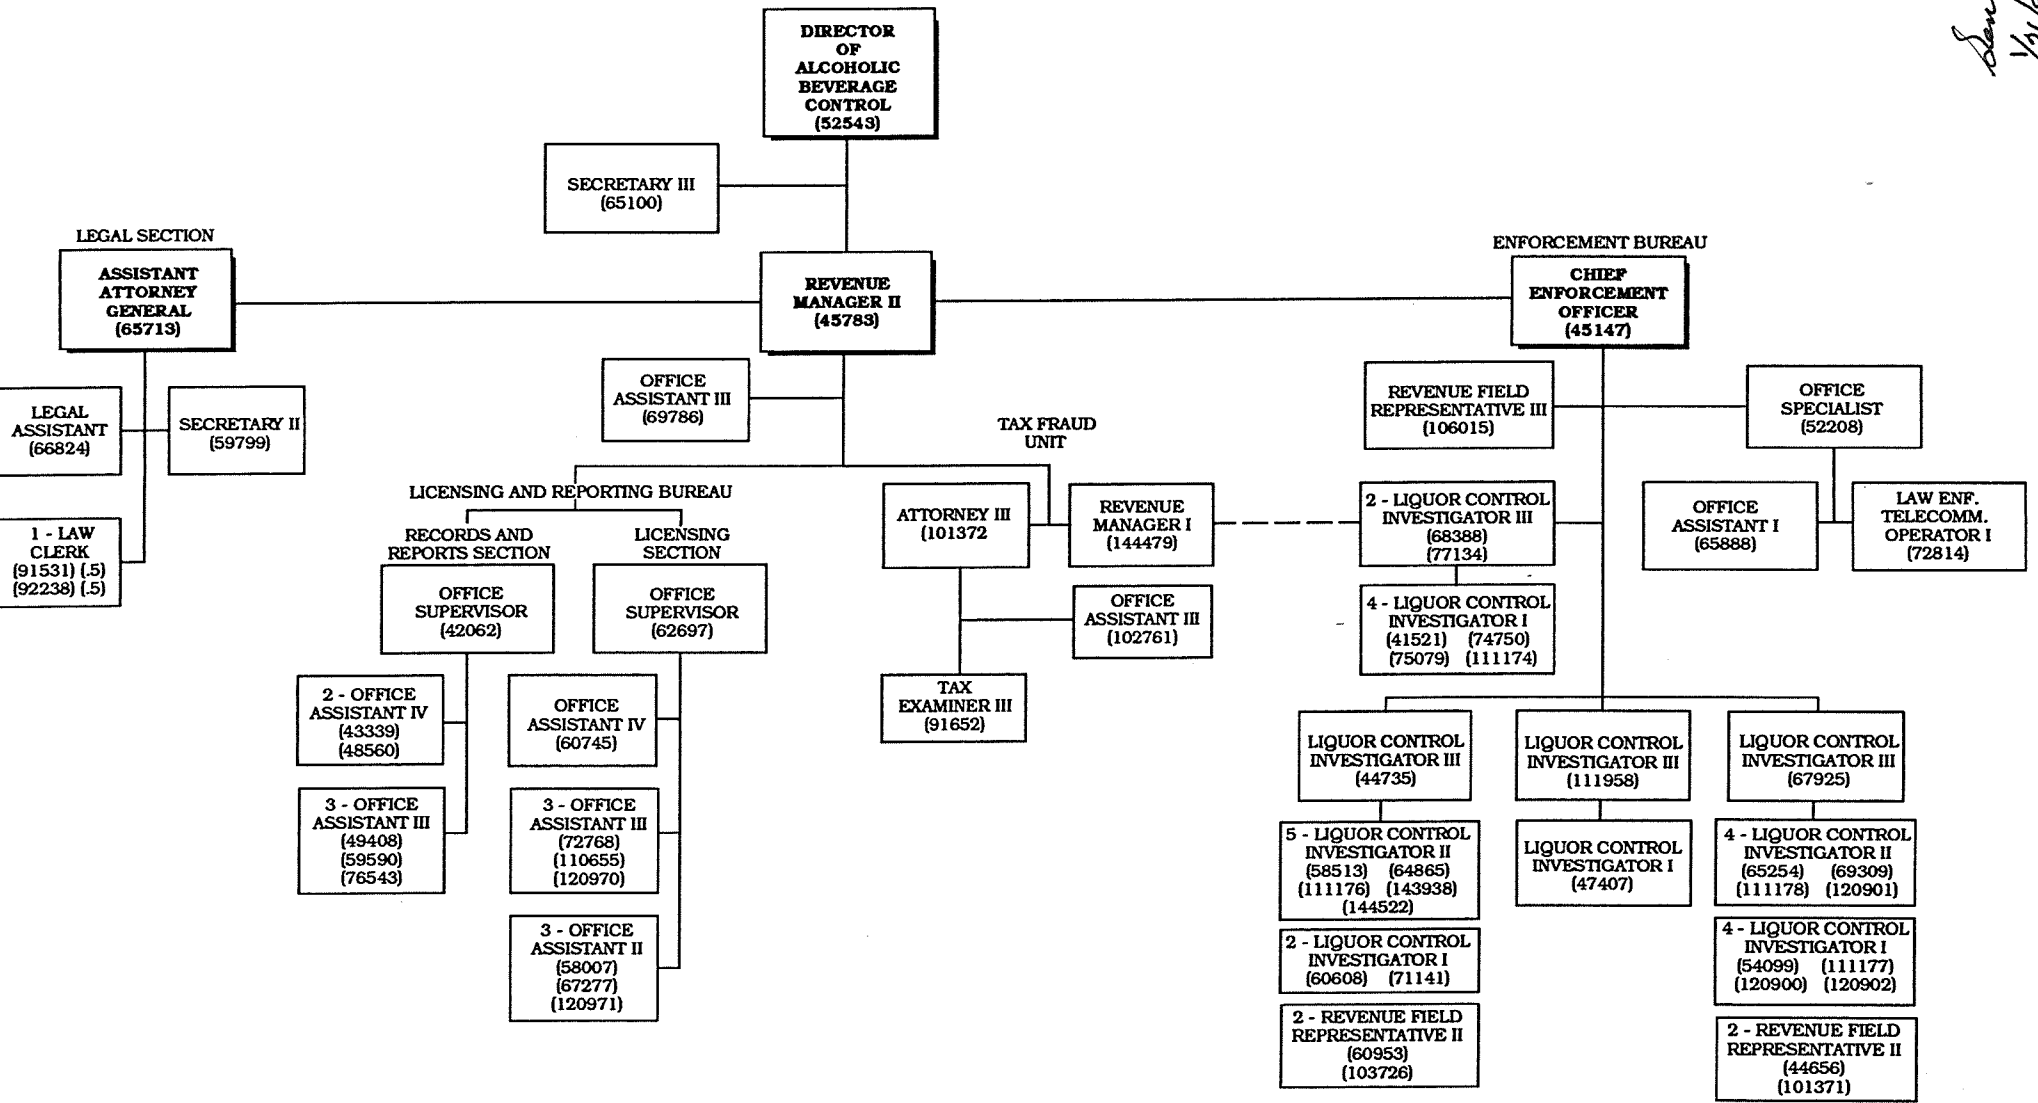 DIRECTOR
OF
ALCOHOLIC
BEVERAGE
CONTROL
(52543)
SECRETARY III
(65100)
LEGAL SECTION
ASSISTANT
ATTORNEY
GENERAL
(65713)
REVENUE
MANAGER II
(45783)
ENFORCEMENT BUREAU
CHIEF
ENFORCEMENT
OFFICER
(45147)
LEGAL
ASSISTANT
(66824)
SECRETARY II
(59799)
1 - LAW
CLERK
(91531) (.5)
(92238) (.5)
OFFICE
ASSISTANT III
(69786)
LICENSING AND REPORTING BUREAU
RECORDS AND
REPORTS SECTION
OFFICE
SUPERVISOR
(42062)
2 - OFFICE
ASSISTANT IV
(43339)
(48560)
3 - OFFICE
ASSISTANT III
(49408)
(59590)
(76543)
LICENSING
SECTION
OFFICE
SUPERVISOR
(62697)
OFFICE
ASSISTANT IV
(60745)
3 - OFFICE
ASSISTANT III
(72768)
(110655)
(120970)
3 - OFFICE
ASSISTANT II
(58007)
(67277)
(120971)
TAX FRAUD
UNIT
ATTORNEY III
(101372
REVENUE
MANAGER I
(144479)
OFFICE
ASSISTANT III
(102761)
TAX
EXAMINER III
(91652)
REVENUE FIELD
REPRESENTATIVE III
(106015)
OFFICE
SPECIALIST
(52208)
2 - LIQUOR CONTROL
INVESTIGATOR III
(68388)
(77134)
4 - LIQUOR CONTROL
INVESTIGATOR I
(41521) (74750)
(75079) (111174)
OFFICE
ASSISTANT I
(65888)
LAW ENF.
TELECOMM.
OPERATOR I
(72814)
LIQUOR CONTROL
INVESTIGATOR III
(44735)
5 - LIQUOR CONTROL
INVESTIGATOR II
(58513) (64865)
(111176) (143938)
(144522)
2 - LIQUOR CONTROL
INVESTIGATOR I
(60608) (71141)
2 - REVENUE FIELD
REPRESENTATIVE II
(60953)
(103726)
LIQUOR CONTROL
INVESTIGATOR III
(111958)
LIQUOR CONTROL
INVESTIGATOR I
(47407)
LIQUOR CONTROL
INVESTIGATOR III
(67925)
4 - LIQUOR CONTROL
INVESTIGATOR II
(65254) (69309)
(111178) (120901)
4 - LIQUOR CONTROL
INVESTIGATOR I
(54099) (111177)
(120900) (120902)
2 - REVENUE FIELD
REPRESENTATIVE II
(44656)
(101371)